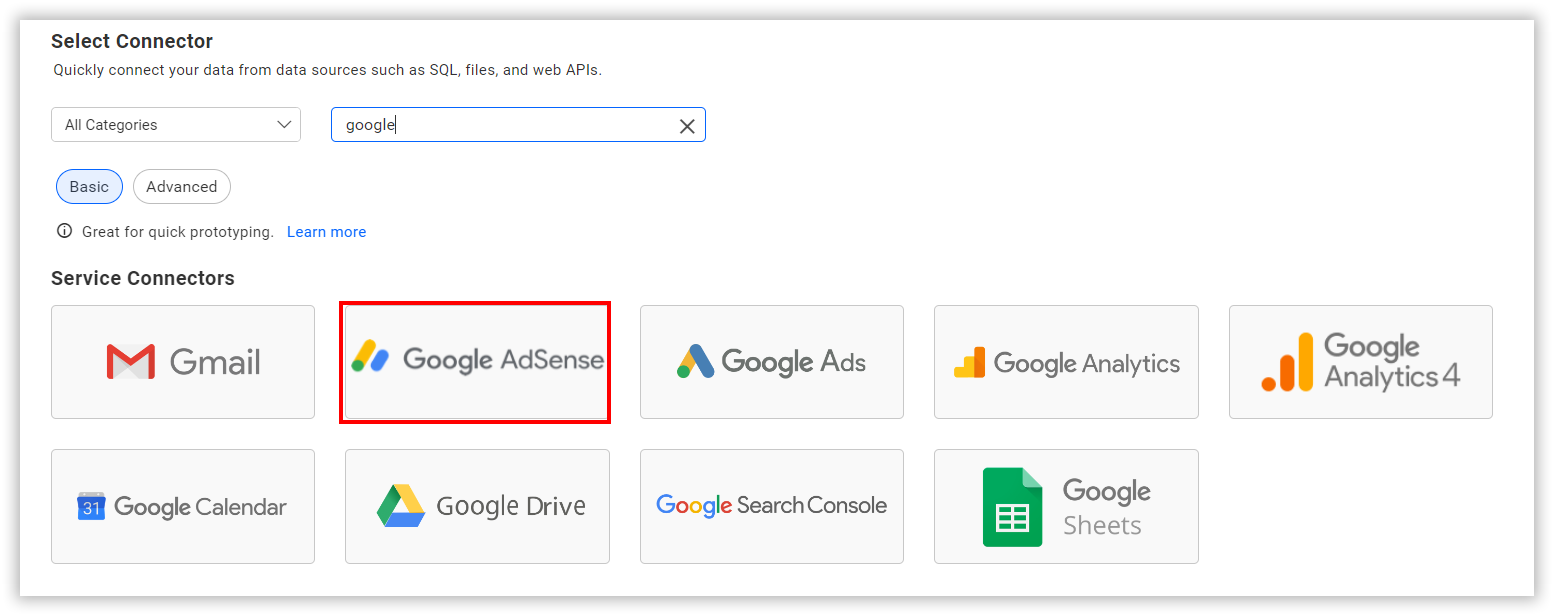 Select Connector
Quickly connect your data from data sources such as SQL, files, and web APIs.
All Categories
google
Basic
Advanced
Great for quick prototyping. Learn more
Service Connectors
Gmail
Google AdSense
Google Ads
Google Analytics
Google
Analytics 4
31
Google Calendar
Google Drive
Google Search Console
Google
Sheets